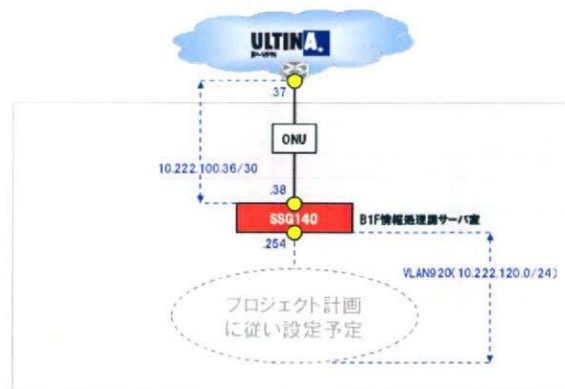 ULTINA.
IP-VPN
.37
ONU
10.222.100.36/30
.38
SSG140
B1F情報処理課サーバ室
.254
VLAN920(10.222.120.0/24)
プロジェクト計画
に従い設定予定